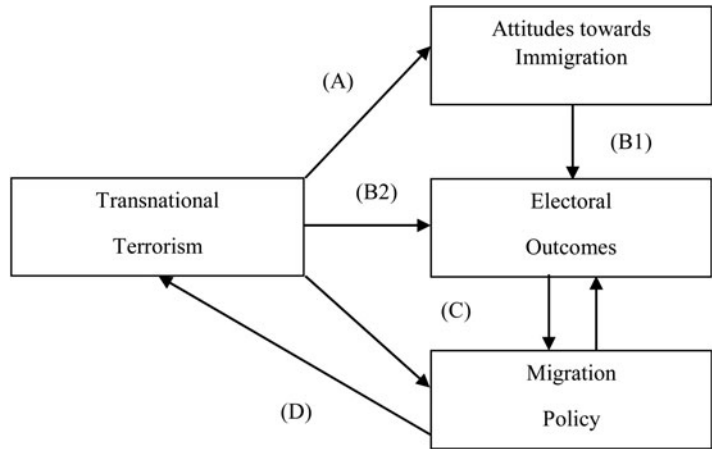 Attitudes towards
Immigration
(A)
(B1)
Transnational
Terrorism
(B2)
Electoral
Outcomes
(C)
Migration
Policy
(D)